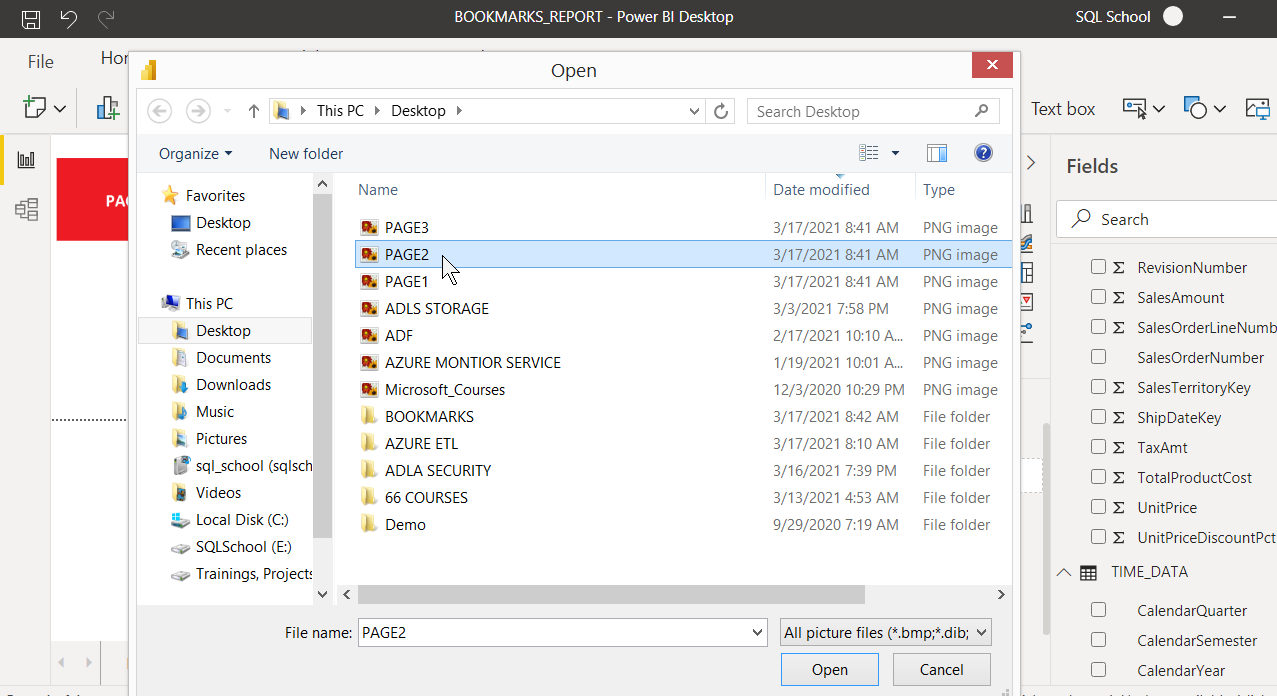 BOOKMARKS_REPORT - Power BI Desktop
SQL School
File
Open
This PC
Desktop
Search Desktop
Text box
Organize
New folder
Fields
Search
Favorites
Desktop
Recent places
This PC
Desktop
Documents
Downloads
Music
Pictures
sql_school (sqlsch
Videos
Local Disk (C:)
SQLSchool (E:)
Trainings, Projects
Name Date modified Type
PAGE3 3/17/2021 8:41 AM PNG image
PAGE2 3/17/2021 8:41 AM PNG image
PAGE1 3/17/2021 8:41 AM PNG image
ADLS STORAGE 3/3/2021 7:58 PM PNG image
ADF 2/17/2021 10:10 A... PNG image
AZURE MONTIOR SERVICE 1/19/2021 10:01 A... PNG image
Microsoft_Courses 12/3/2020 10:29 PM PNG image
BOOKMARKS 3/17/2021 8:42 AM File folder
AZURE ETL 3/17/2021 8:10 AM File folder
ADLA SECURITY 3/16/2021 7:39 PM File folder
66 COURSES 3/13/2021 4:53 AM File folder
Demo 9/29/2020 7:19 AM File folder
RevisionNumber
SalesAmount
SalesOrderLineNumb
SalesOrderNumber
SalesTerritoryKey
ShipDateKey
TaxAmt
TotalProductCost
UnitPrice
UnitPriceDiscountPct
TIME_DATA
CalendarQuarter
CalendarSemester
CalendarYear
File name: PAGE2
All picture files (*.bmp;*.dib;
Open
Cancel